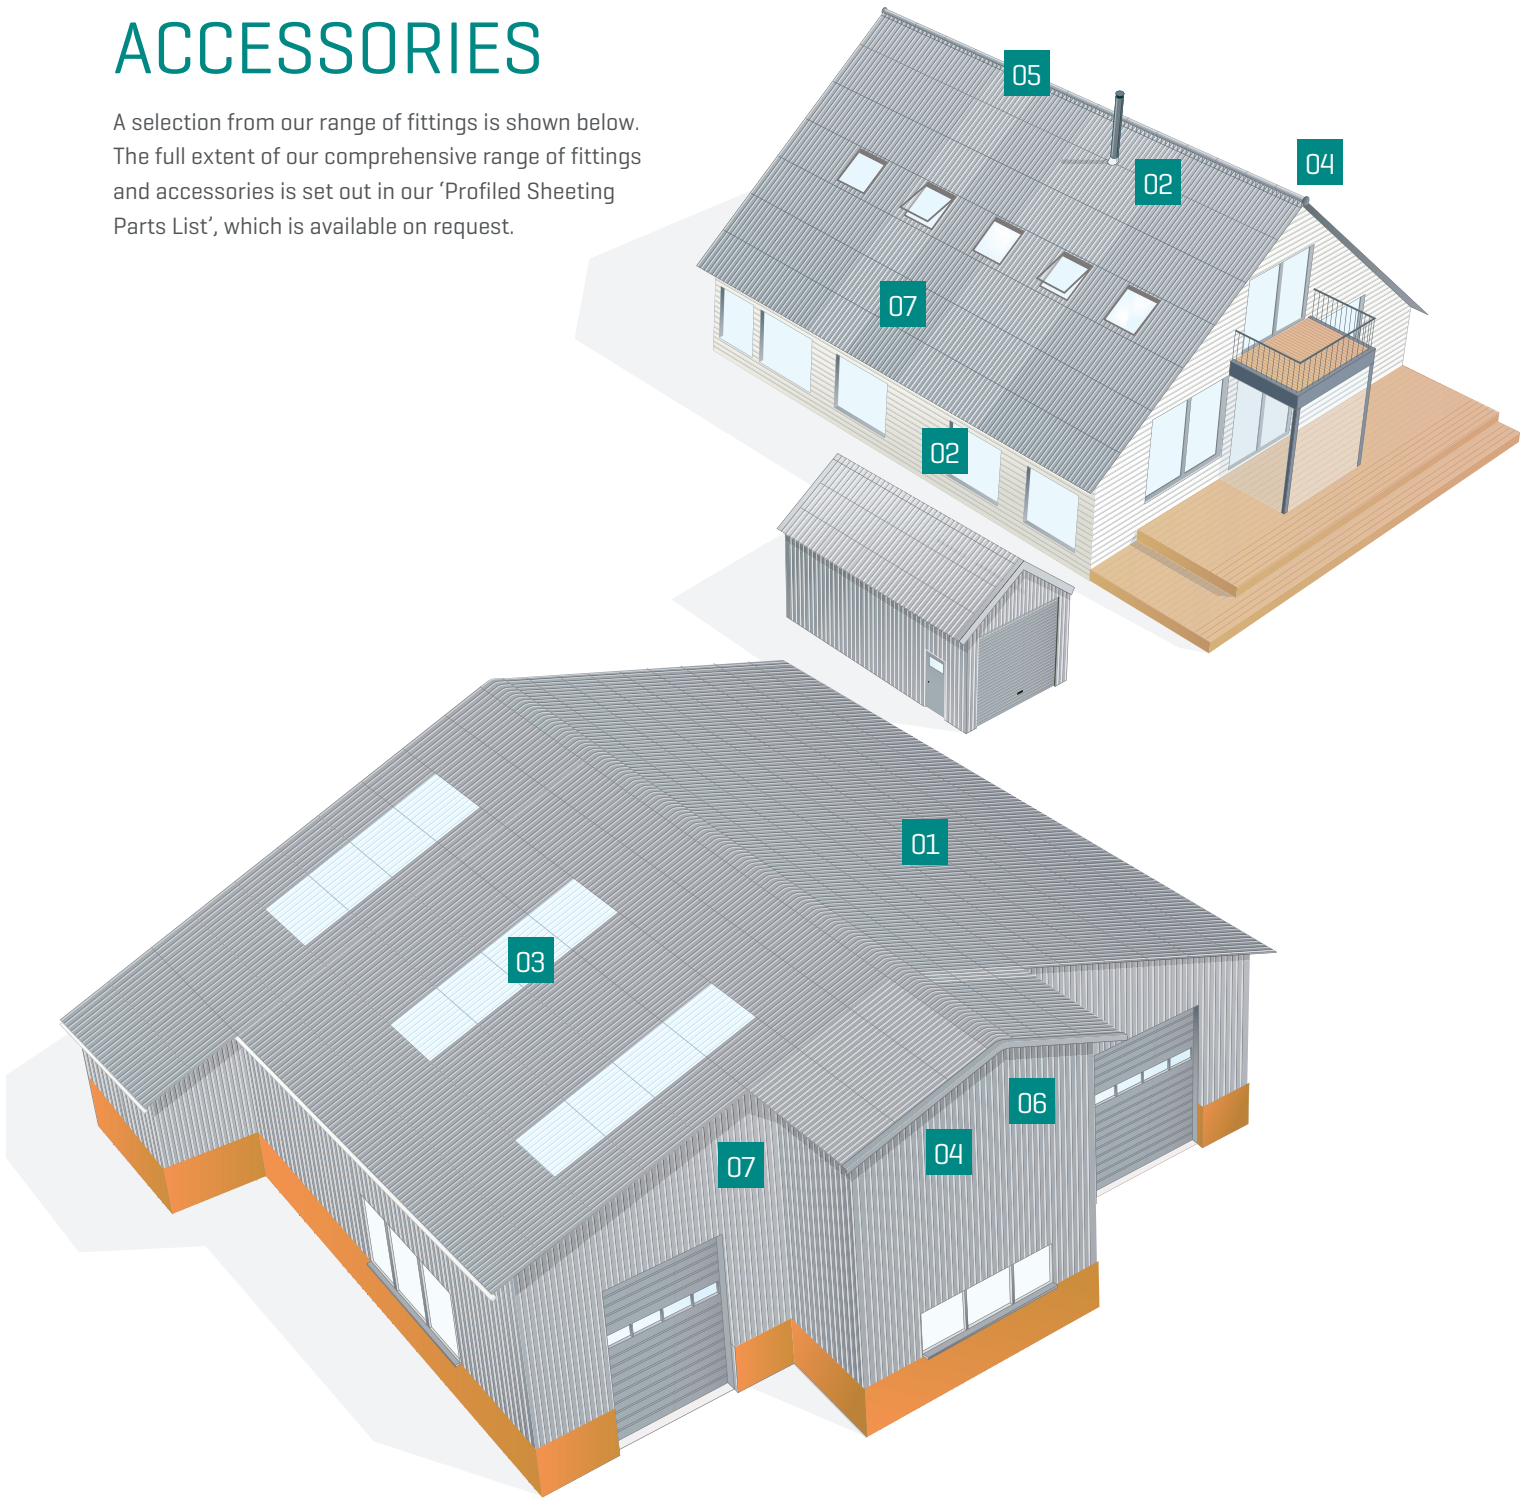 ACCESSORIES
A selection from our range of fittings is shown below.
The full extent of our comprehensive range of fittings
and accessories is set out in our ‘Profiled Sheeting
Parts List’, which is available on request.
05
04
02
07
02
01
03
06
04
07